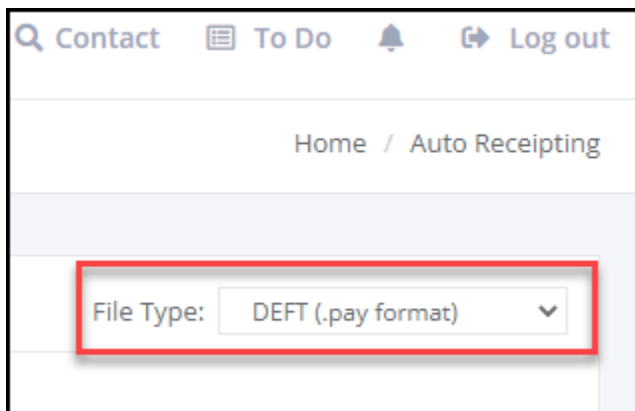 Contact To Do Log out
Home / Auto Receipting
File Type: DEFT (.pay format)